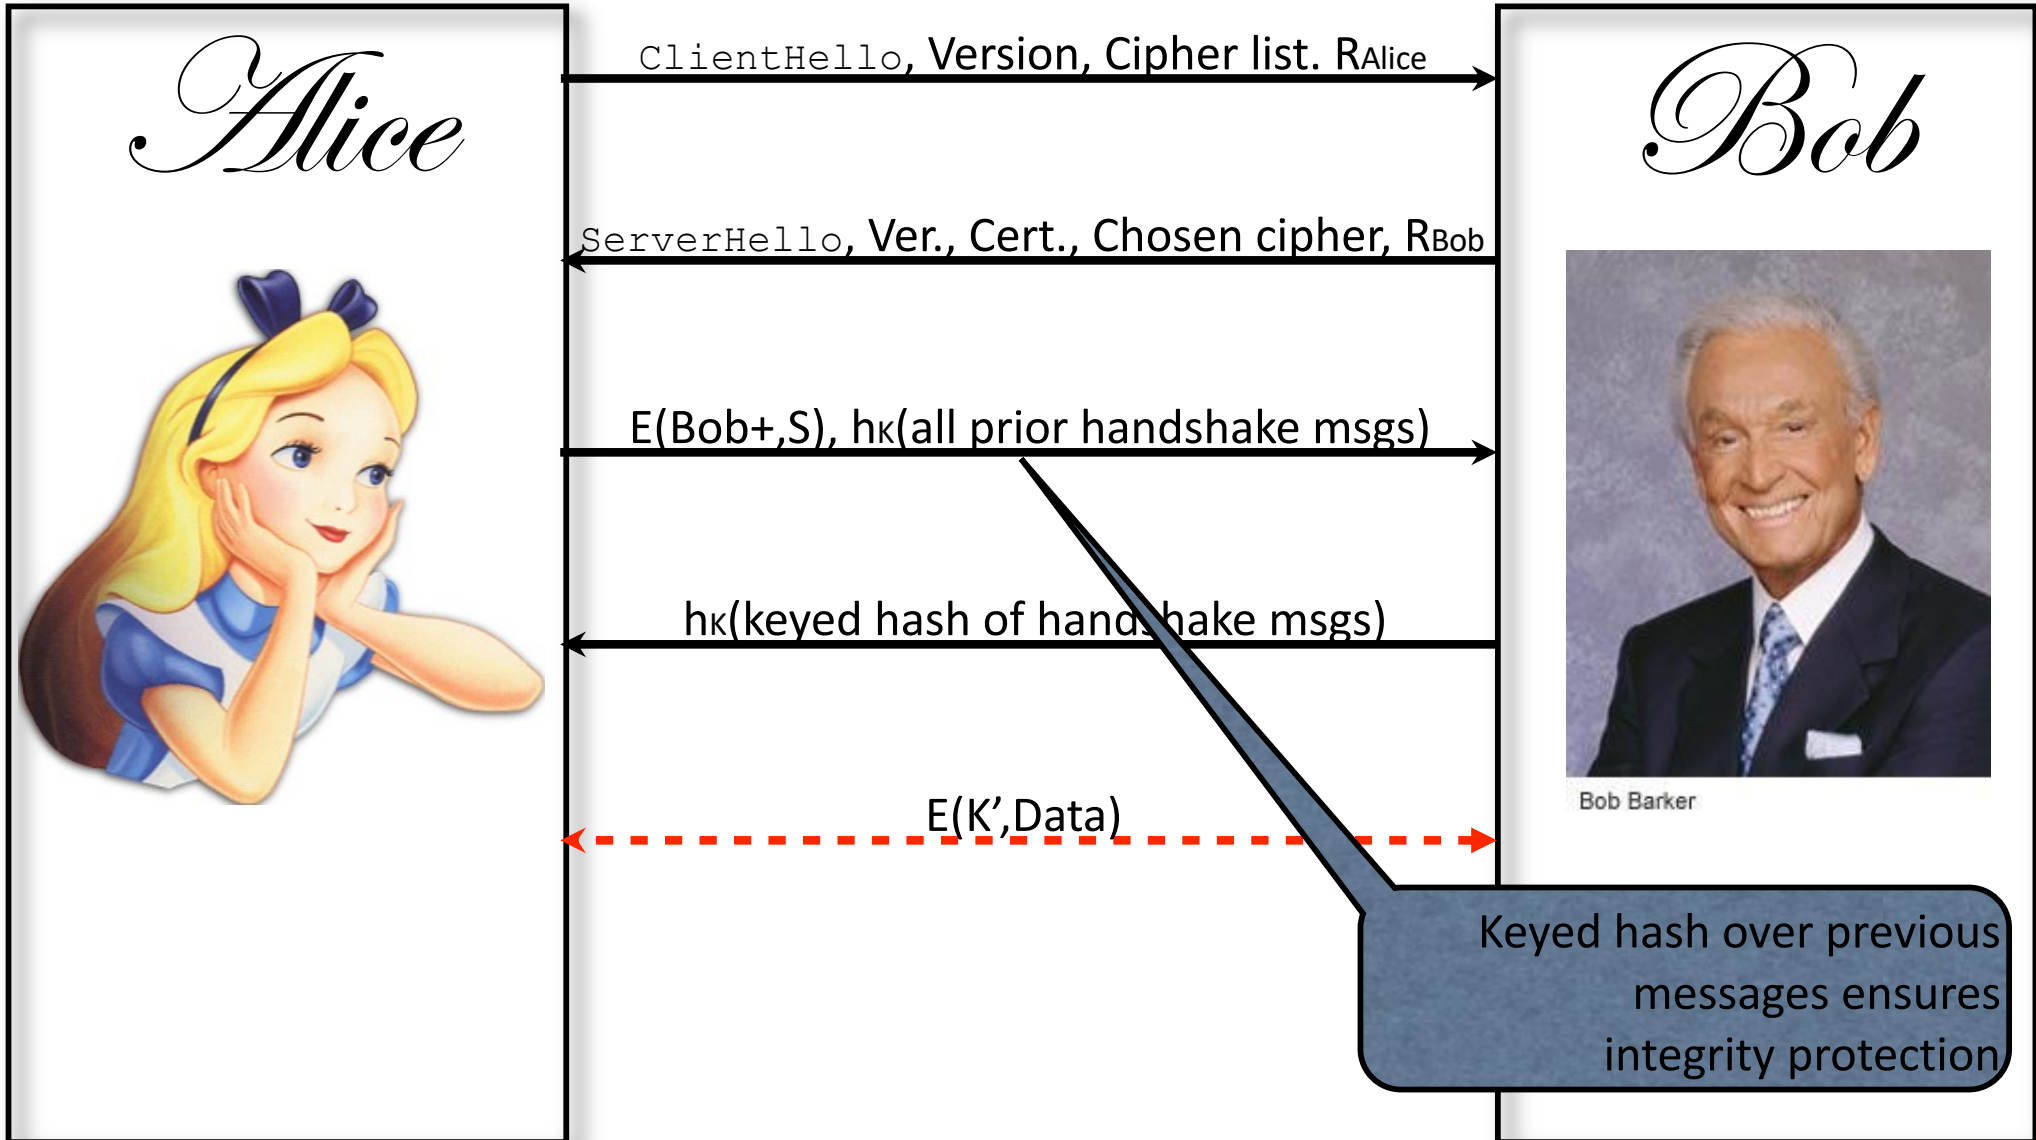 Alice
Bob
ClientHello, Version, Cipher list. RAlice
ServerHello, Ver., Cert., Chosen cipher, RBob
E(Bob+,S), hK(all prior handshake msgs)
hK(keyed hash of handshake msgs)
E(K’,Data)
Bob Barker
Keyed hash over previous
messages ensures
integrity protection